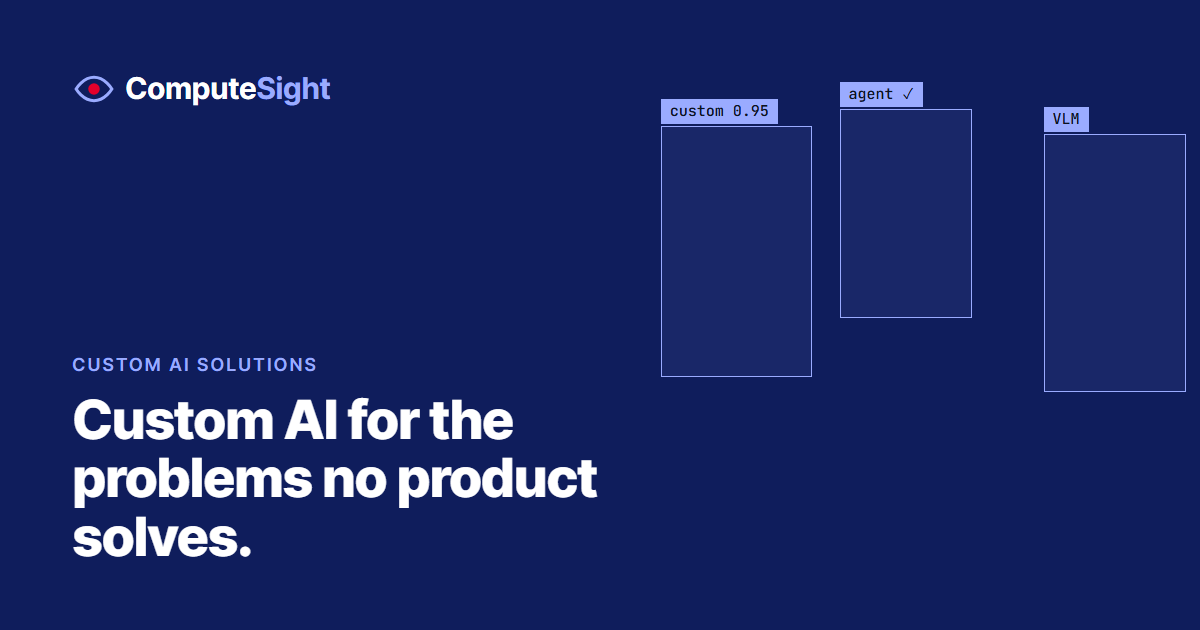 ComputeSight
custom 0.95
agent ✓
VLM
CUSTOM AI SOLUTIONS
Custom AI for the
problems no product
solves.